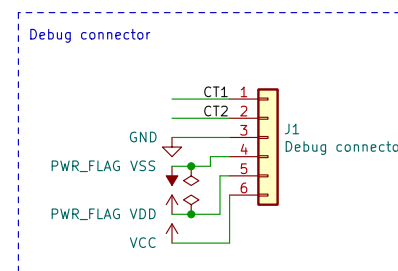 Debug connector
CT1 1
CT2 2
GND 3
J1
Debug connecto
4
PWR_FLAG VSS
5
6
PWR_FLAG VDD
VCC